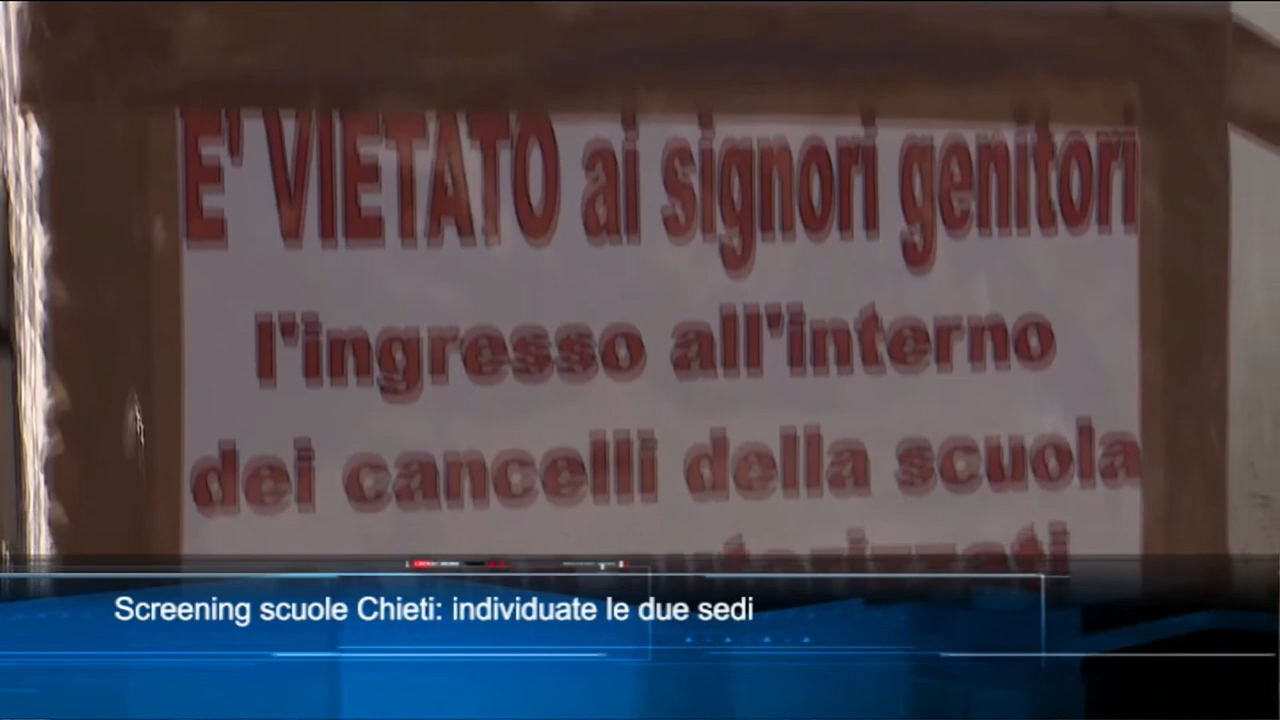 E' VIETATO ai signori genitori
l'ingresso all'interno
dei cancelli della scuola
Screening scuole Chieti: individuate le due sedi